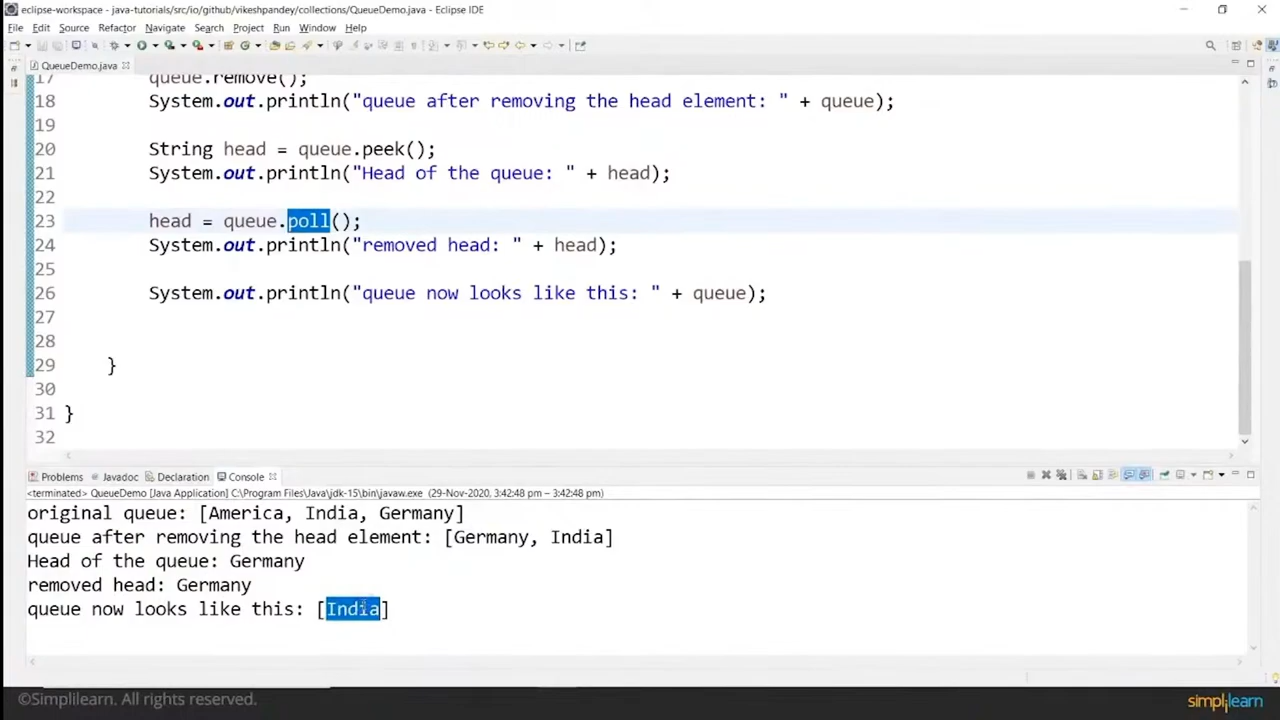 eclipse-workspace - java-tutorials/src/io/github/vikeshpandey/collections/QueueDemo.java - Eclipse IDE
File Edit Source Refactor Navigate Search Project Run Window Help
QueueDemo.java
17 queue.remove();
18 System.out.println("queue after removing the head element: " + queue);
19
20 String head = queue.peek();
21 System.out.println("Head of the queue: " + head);
22
23 head = queue.poll();
24 System.out.println("removed head: " + head);
25
26 System.out.println("queue now looks like this: " + queue);
27
28
29 }
30
31 }
32
Problems Javadoc Declaration Console
<terminated> QueueDemo [Java Application] C:\Program Files\Java\jdk-15\bin\javaw.exe (29-Nov-2020, 3:42:48 pm – 3:42:48 pm)
original queue: [America, India, Germany]
queue after removing the head element: [Germany, India]
Head of the queue: Germany
removed head: Germany
queue now looks like this: [India]
©Simplilearn. All rights reserved.
simplilearn